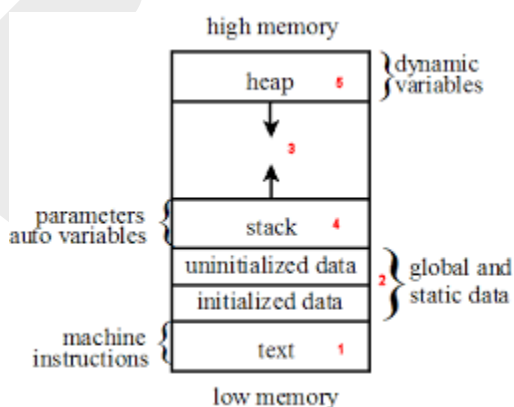 high memory
heap 5
dynamic
variables
3
parameters
auto variables
stack 4
uninitialized data
initialized data
2
global and
static data
machine
instructions
text 1
low memory